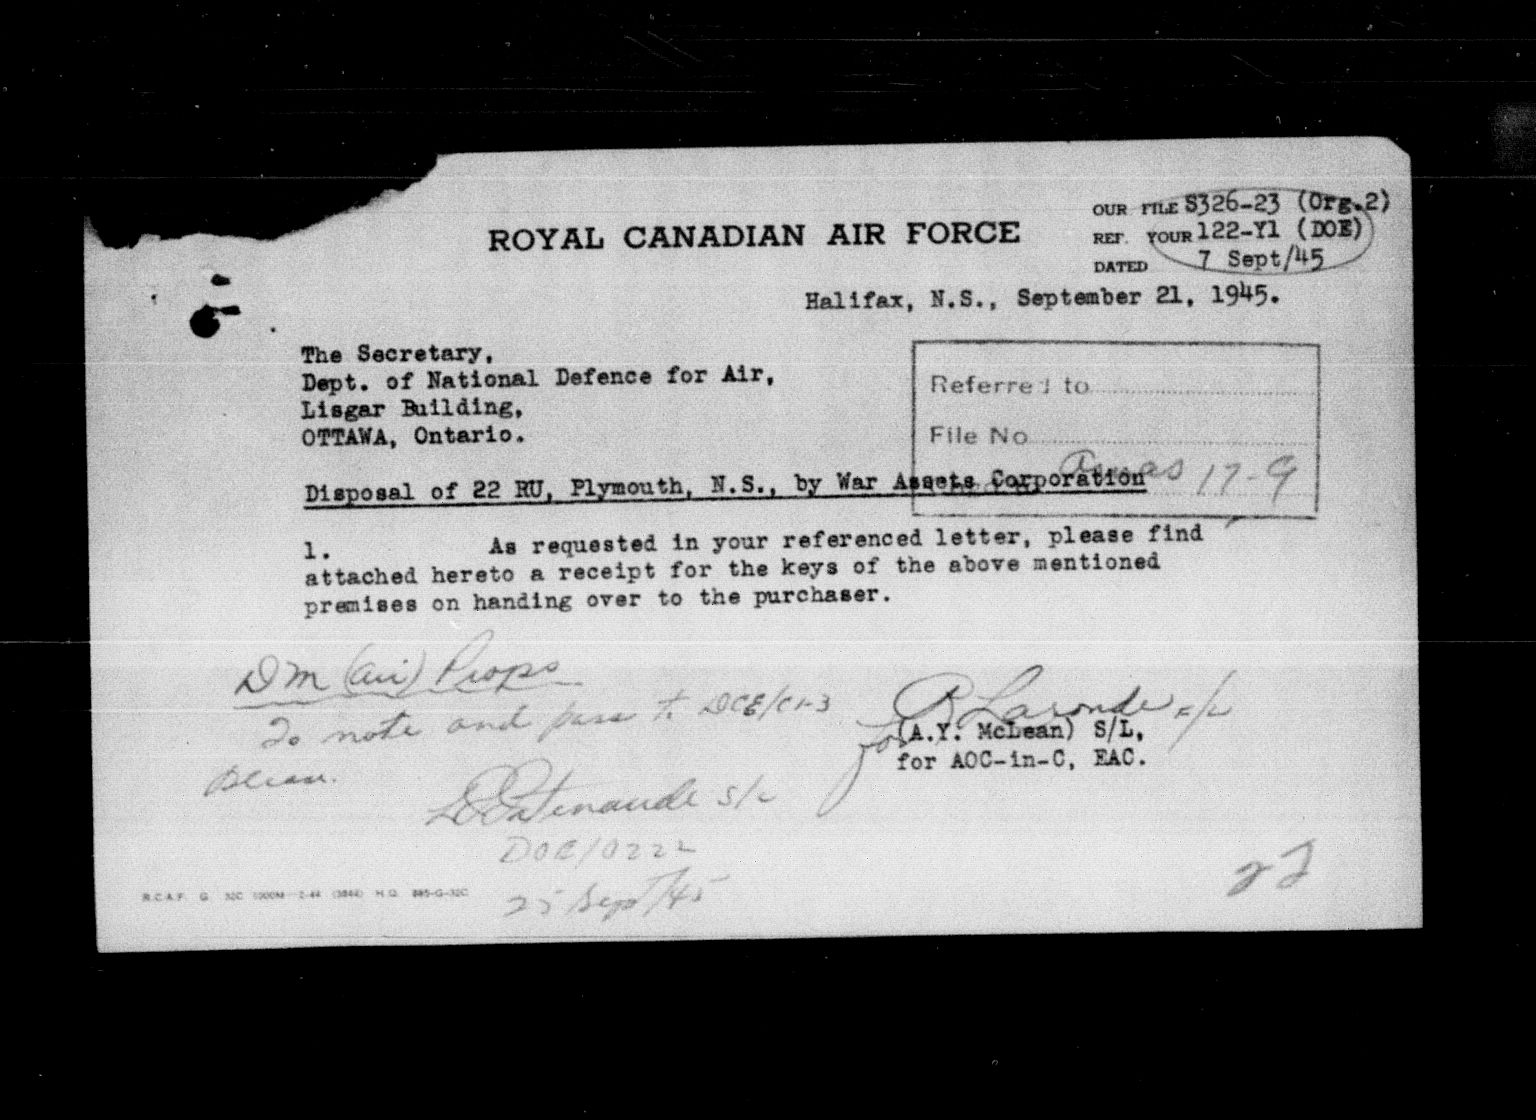 OUR FILE S326-23 (Org.2)
ROYAL CANADIAN AIR FORCE
REF. YOUR 122-Y1 (DOE)
DATED 7 Sept/45
Halifax, N.S., September 21, 1945.
The Secretary,
Dept. of National Defence for Air,
Lisgar Building,
OTTAWA, Ontario.
Referred to
File No
17-9
Disposal of 22 RU, Plymouth, N.S., by War Assets Corporation
1. As requested in your referenced letter, please find
attached hereto a receipt for the keys of the above mentioned
premises on handing over to the purchaser.
DM (Air) Props
To note and pass to DCE/C1-3
please.
R Laronde F/L
for
(A.Y. McLean) S/L,
for AOC-in-C, EAC.
Patenaude S/L
DOE/0222
25 Sept/45
22
R.C.A.F. G. 32C